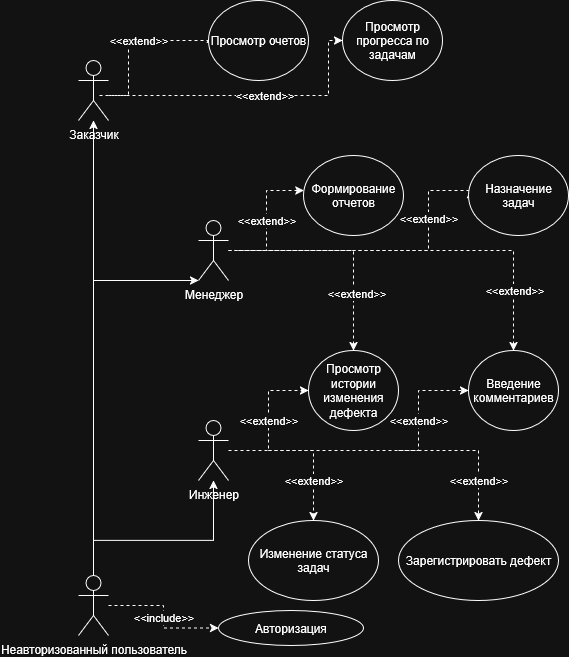 Просмотр
прогресса по
задачам
<<extend>>
Просмотр очетов
<<extend>>
Заказчик
Формирование
отчетов
Назначение
задач
<<extend>>
<<extend>>
Менеджер
<<extend>>
<<extend>>
Просмотр
истории
изменения
дефекта
Введение
комментариев
<<extend>>
<<extend>>
Инженер
<<extend>>
<<extend>>
Изменение статуса
задач
Зарегистрировать дефект
<<include>>
Авторизация
Неавторизованный пользователь